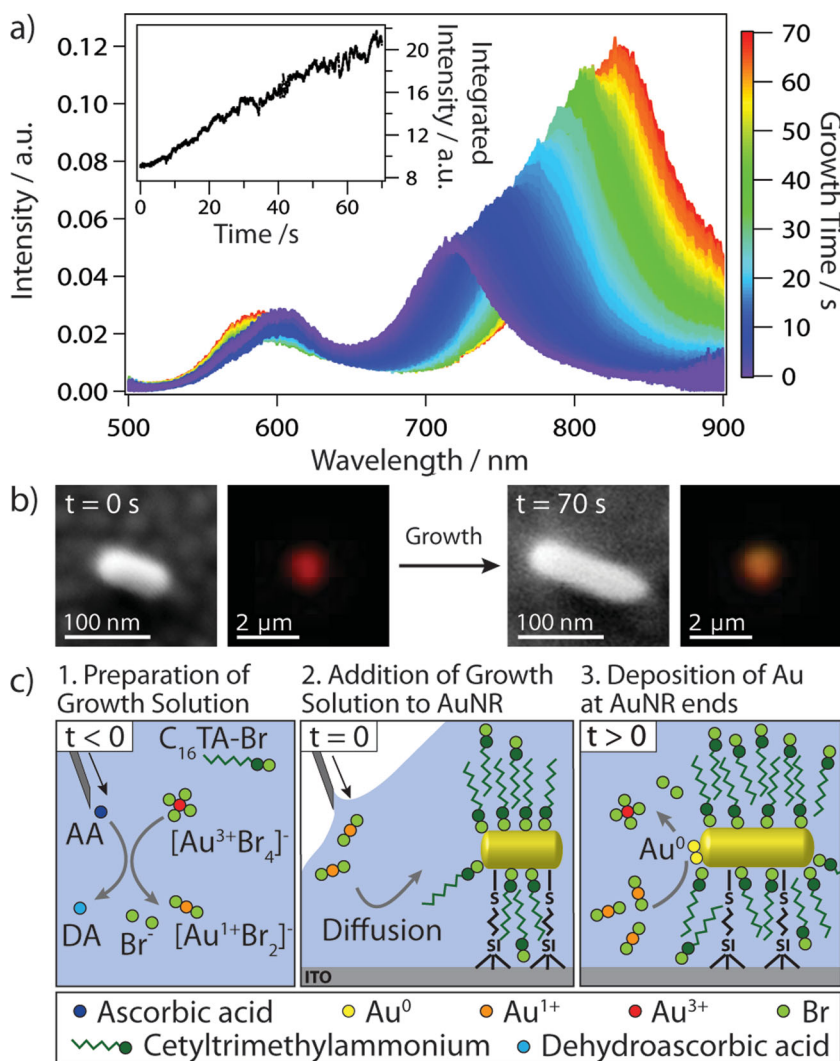 a)
0.12
0.10
0.08
0.06
0.04
0.02
0.00
Intensity / a.u.
500
600
700
800
900
Wavelength / nm
20
16
12
8
Integrated
Intensity / a.u.
0
20
40
60
Time /s
70
60
50
40
30
20
10
0
Growth Time / s
b)
t = 0 s
100 nm
2 µm
Growth
t = 70 s
100 nm
2 µm
c)
1. Preparation of
Growth Solution
2. Addition of Growth
Solution to AuNR
3. Deposition of Au
at AuNR ends
t < 0
C₁₆TA-Br
AA
[Au³⁺Br₄]⁻
DA
Br⁻
[Au¹⁺Br₂]⁻
t = 0
Diffusion
S
S
SI
SI
ITO
t > 0
Au⁰
S
S
SI
SI
Ascorbic acid
Au⁰
Au¹⁺
Au³⁺
Br
Cetyltrimethylammonium
Dehydroascorbic acid